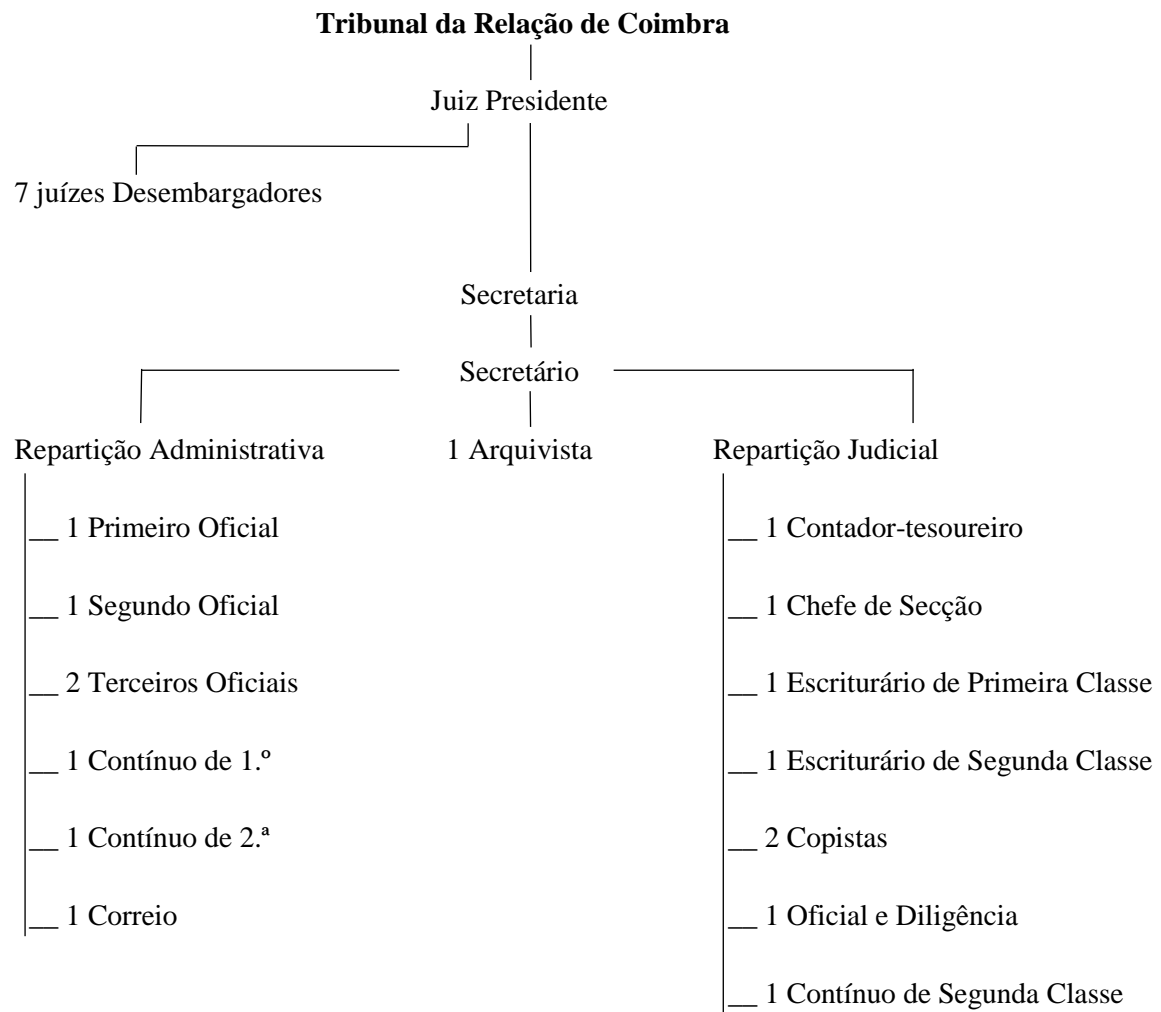 Tribunal da Relação de Coimbra
Juiz Presidente
7 juízes Desembargadores
Secretaria
Secretário
Repartição Administrativa
1 Arquivista
Repartição Judicial
__ 1 Primeiro Oficial
__ 1 Segundo Oficial
__ 2 Terceiros Oficiais
__ 1 Contínuo de 1.º
__ 1 Contínuo de 2.ª
__ 1 Correio
__ 1 Contador-tesoureiro
__ 1 Chefe de Secção
__ 1 Escriturário de Primeira Classe
__ 1 Escriturário de Segunda Classe
__ 2 Copistas
__ 1 Oficial e Diligência
__ 1 Contínuo de Segunda Classe